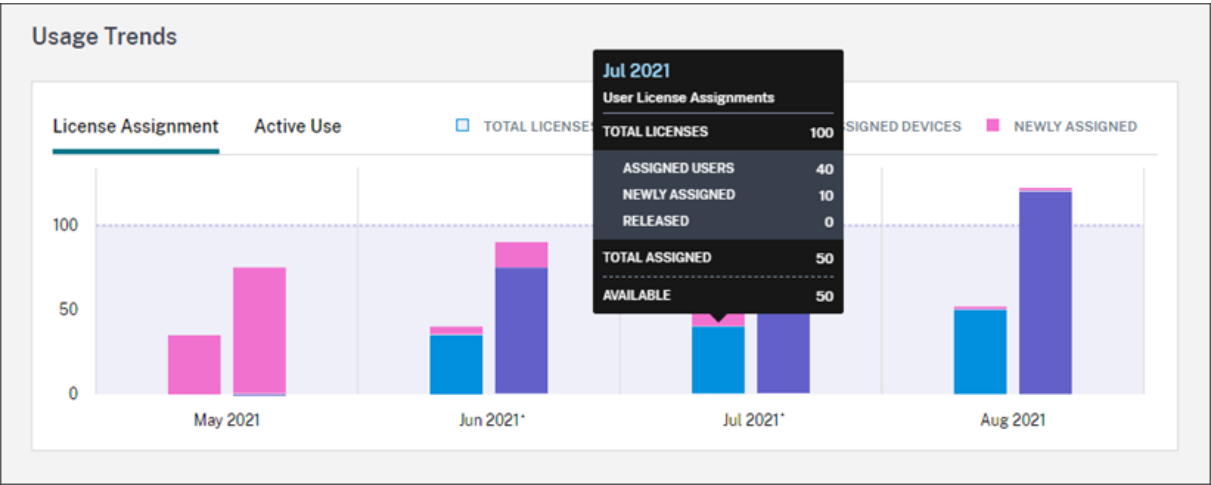 Usage Trends
License Assignment Active Use TOTAL LICENSES DEVICES NEWLY ASSIGNED
Jul 2021
User License Assignments
TOTAL LICENSES 100
ASSIGNED USERS 40
NEWLY ASSIGNED 10
RELEASED 0
TOTAL ASSIGNED 50
AVAILABLE 50
100
50
0
May 2021 Jun 2021* Jul 2021* Aug 2021